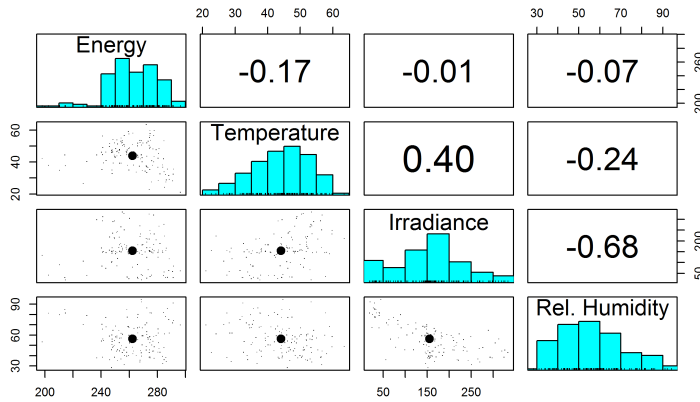 20 30 40 50 60
30 50 70 90
Energy
-0.17
-0.01
-0.07
200 260
20 40 60
Temperature
0.40
-0.24
Irradiance
-0.68
50 200
30 60 90
Rel. Humidity
200 240 280
50 150 300